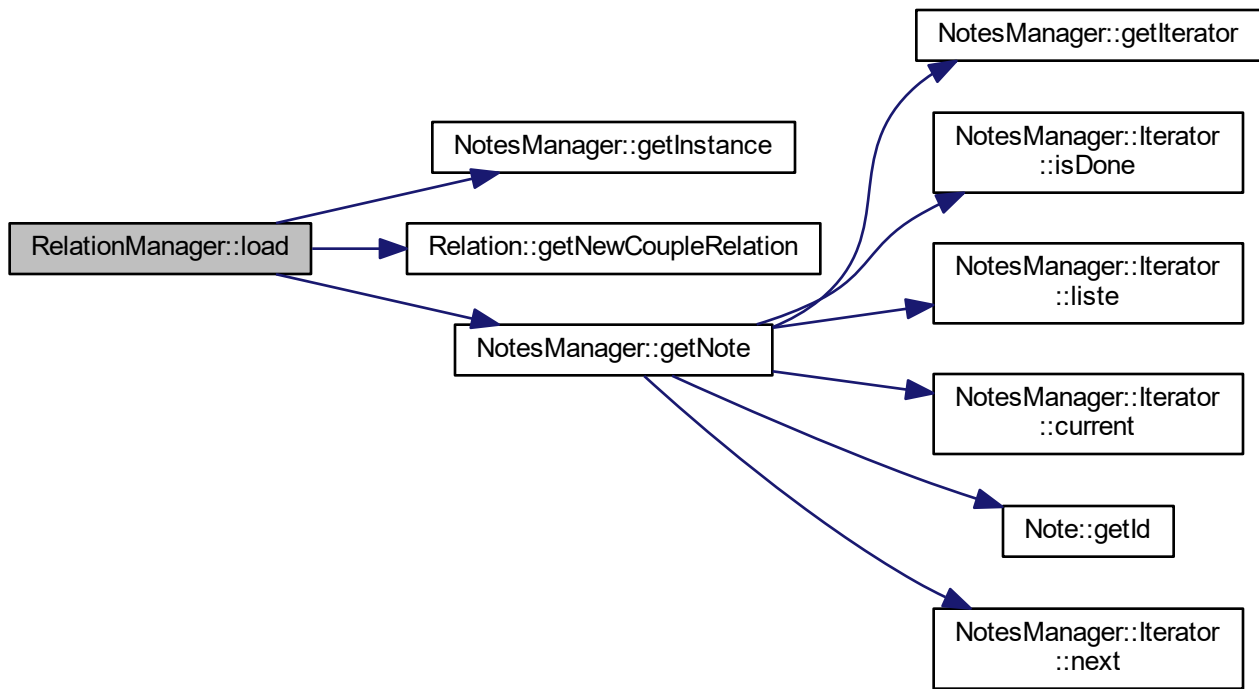 RelationManager::load
NotesManager::getInstance
Relation::getNewCoupleRelation
NotesManager::getNote
NotesManager::getIterator
NotesManager::Iterator
::isDone
NotesManager::Iterator
::liste
NotesManager::Iterator
::current
Note::getId
NotesManager::Iterator
::next